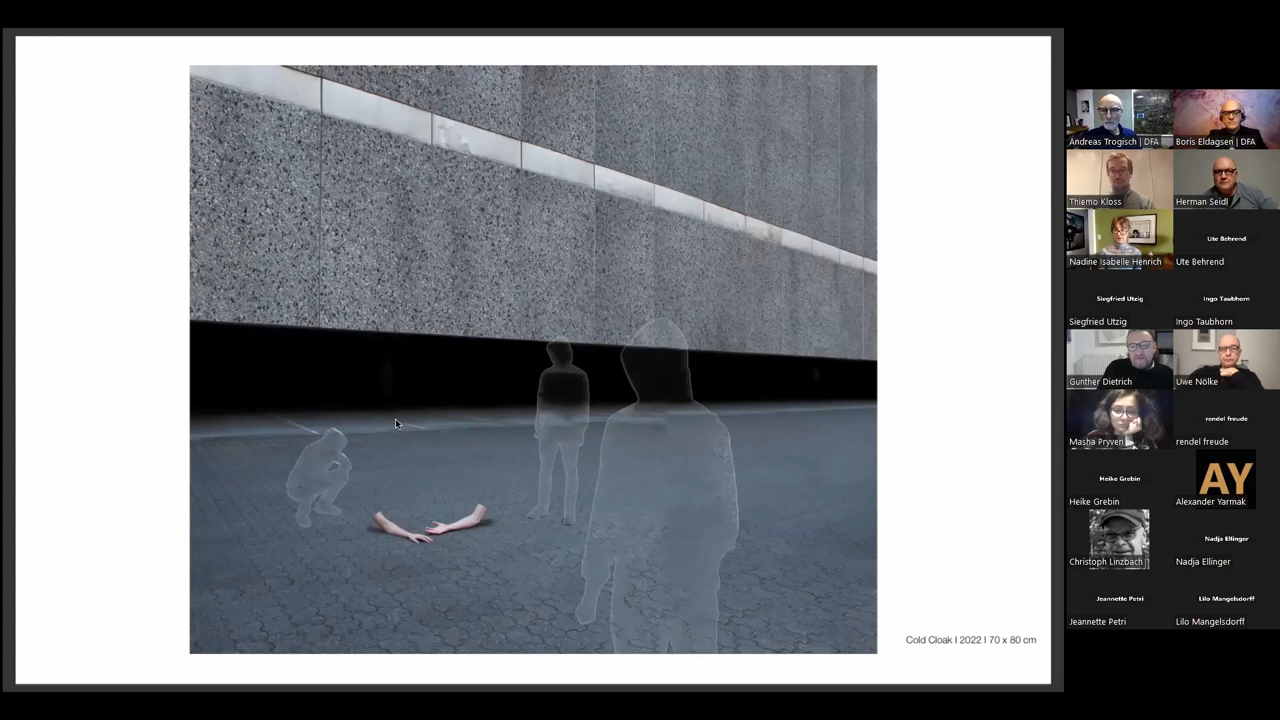 Cold Cloak I 2022 I 70 x 80 cm
Andreas Trogisch | DFA
Boris Eldagsen | DFA
Thiemo Kloss
Herman Seidl
Nadine Isabelle Henrich
Ute Behrend
Ute Behrend
Siegfried Utzig
Siegfried Utzig
Ingo Taubhorn
Ingo Taubhorn
Gunther Dietrich
Uwe Nölke
Masha Pryven
rendel freude
rendel freude
Heike Grebin
Heike Grebin
AY
Alexander Yarmak
Christoph Linzbach
Nadja Ellinger
Nadja Ellinger
Jeannette Petri
Jeannette Petri
Lilo Mangelsdorff
Lilo Mangelsdorff